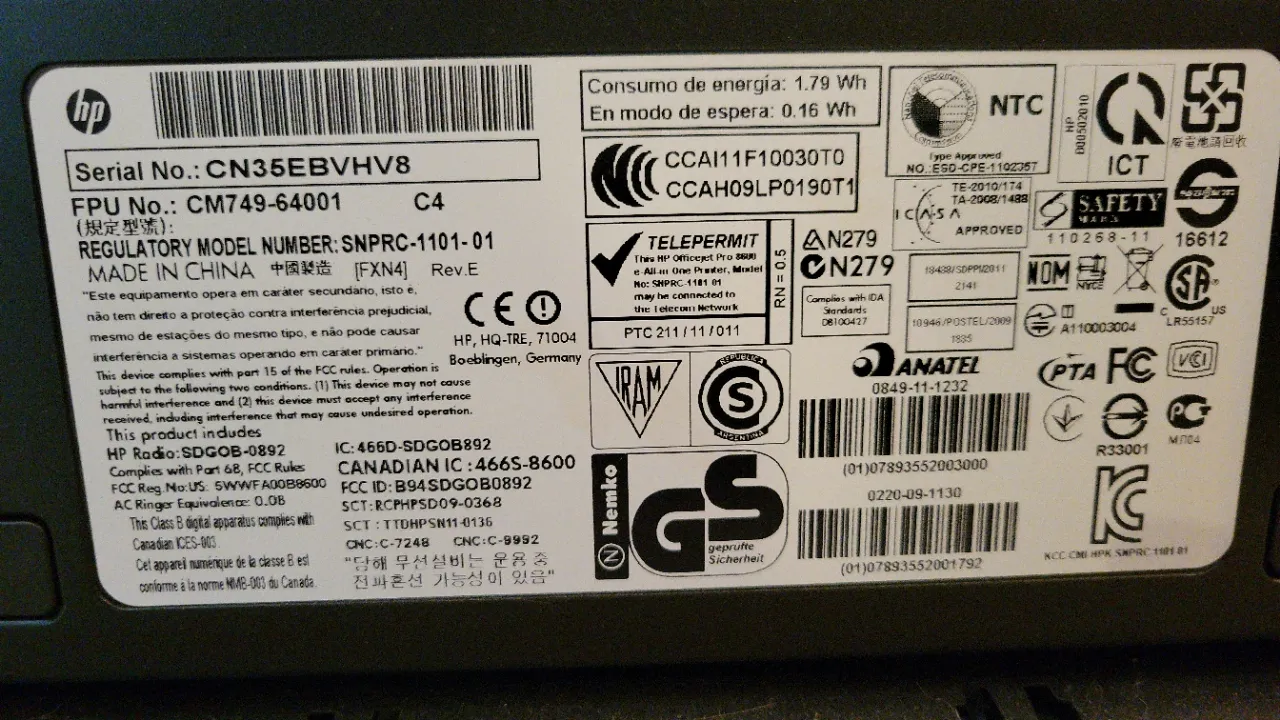 hp
Serial No.: CN35EBVHV8
FPU No.: CM749-64001 C4
(規定型號):
REGULATORY MODEL NUMBER: SNPRC-1101-01
MADE IN CHINA 中國製造 [FXN4] Rev.E
"Este equipamento opera em caráter secundário, isto é,
não tem direito a proteção contra interferência prejudicial,
mesmo de estações do mesmo tipo, e não pode causar
interferência a sistemas operando em caráter primário."
This device complies with part 15 of the FCC rules. Operation is
subject to the following two conditions. (1) This device may not cause
harmful interference and (2) this device must accept any interference
received, including interference that may cause undesired operation.
CE
HP, HQ-TRE, 71004
Boeblingen, Germany
This product includes
HP Radio:SDGOB-0892
Complies with Part 68, FCC Rules
FCC Reg.No:US: 5WWFA00B8600
AC Ringer Equivalence: 0.0B
This Class B digital apparatus complies with
Canadian ICES-003.
Cet appareil numérique de la classe B est
conforme à la norme NMB-003 du Canada.
IC: 466D-SDGOB892
CANADIAN IC :466S-8600
FCC ID: B94SDGOB0892
SCT:RCPHPSD09-0368
SCT : TTDHPSN11-0136
CNC:C-7248 CNC:C-9992
"당해 무선설비는 운용 중
전파혼선 가능성이 있음"
Consumo de energía: 1.79 Wh
En modo de espera: 0.16 Wh
CCAI11F10030T0
CCAH09LP0190T1
TELEPERMIT
This HP Officejet Pro 8600
e-All-in One Printer, Model
No: SNPRC-1101-01
may be connected to
the Telecom Network
RN = 0.5
PTC 211/11/011
IRAM
REPUBLICA
S
ARGENTINA
N Nemko
GS
geprüfte
Sicherheit
NTC
Type Approved
NO.:ESD-CPE-1102357
HP
B00502010
ICT
廢電池請回收
ICASA
TE-2010/174
TA-2008/1488
APPROVED
SAFETY
MARK
110268-11
16612
N279
N279
Complies with IDA
Standards
DB100427
18438/SDPPI/2011
2141
10946/POSTEL/2009
1835
NOM
NYCE
A110003004
C US
LR55157
ANATEL
0849-11-1232
(01)07893552003000
0220-09-1130
(01)07893552001792
PTA
FC
VCI
R33001
МЛ04
KCC-CMI-HPK-SNPRC-1101-01